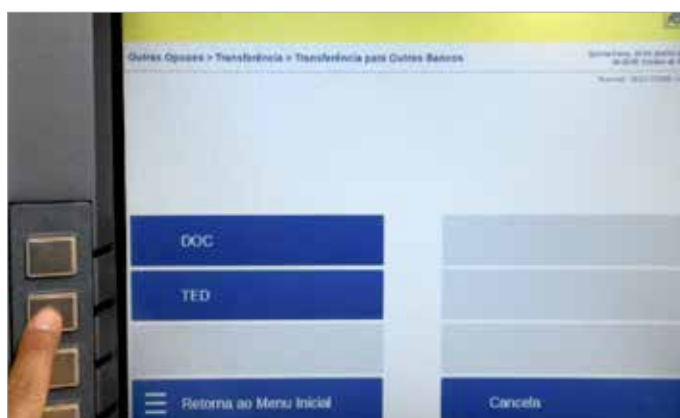 Outras Opções > Transferência > Transferência para Outros Bancos
DOC
TED
Retorna ao Menu Inicial
Cancela